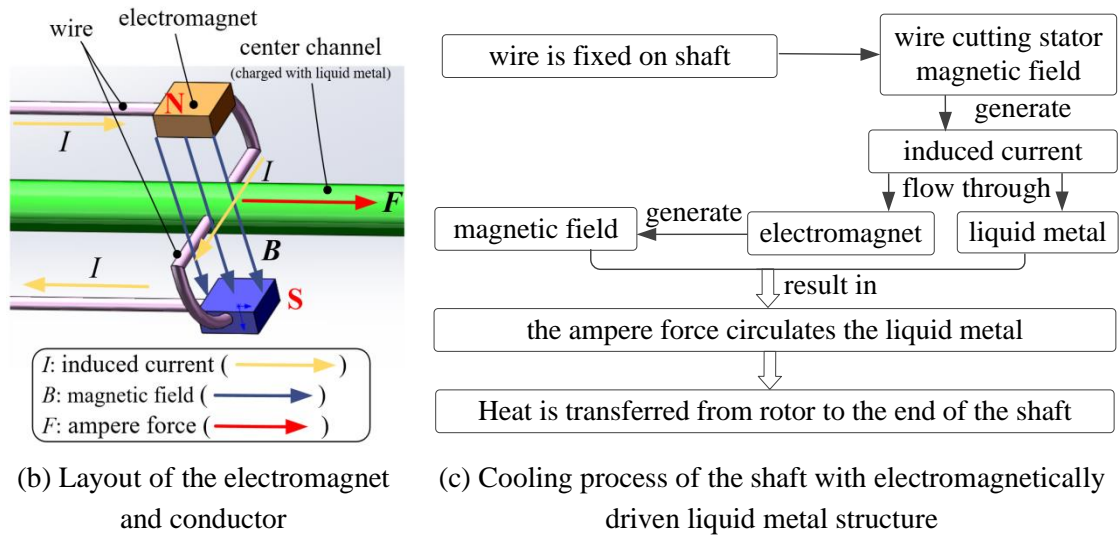 electromagnet
wire
center channel
(charged with liquid metal)
N
I
I
F
B
I
S
I: induced current ( )
B: magnetic field ( )
F: ampere force ( )
(b) Layout of the electromagnet
and conductor
wire is fixed on shaft
wire cutting stator
magnetic field
generate
induced current
flow through
magnetic field
generate
electromagnet
liquid metal
result in
the ampere force circulates the liquid metal
Heat is transferred from rotor to the end of the shaft
(c) Cooling process of the shaft with electromagnetically
driven liquid metal structure